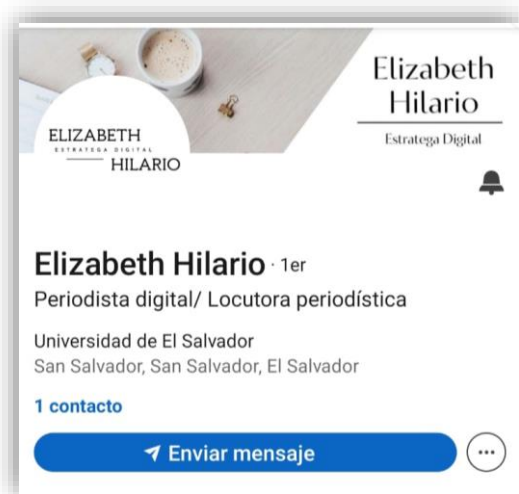 Elizabeth
Hilario
Estratega Digital
ELIZABETH
ESTRATEGA DIGITAL
HILARIO
Elizabeth Hilario · 1er
Periodista digital/ Locutora periodística
Universidad de El Salvador
San Salvador, San Salvador, El Salvador
1 contacto
Enviar mensaje